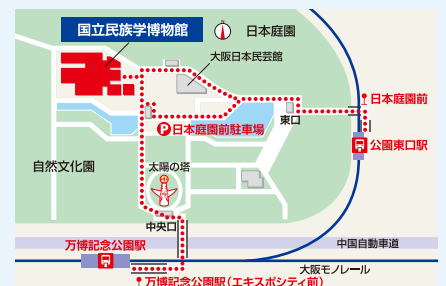 国立民族学博物館
日本庭園
大阪日本民芸館
日本庭園前
P日本庭園前駐車場
東口
公園東口駅
自然文化園
太陽の塔
中央口
万博記念公園駅
中国自動車道
大阪モノレール
万博記念公園駅(エキスポシティ前)